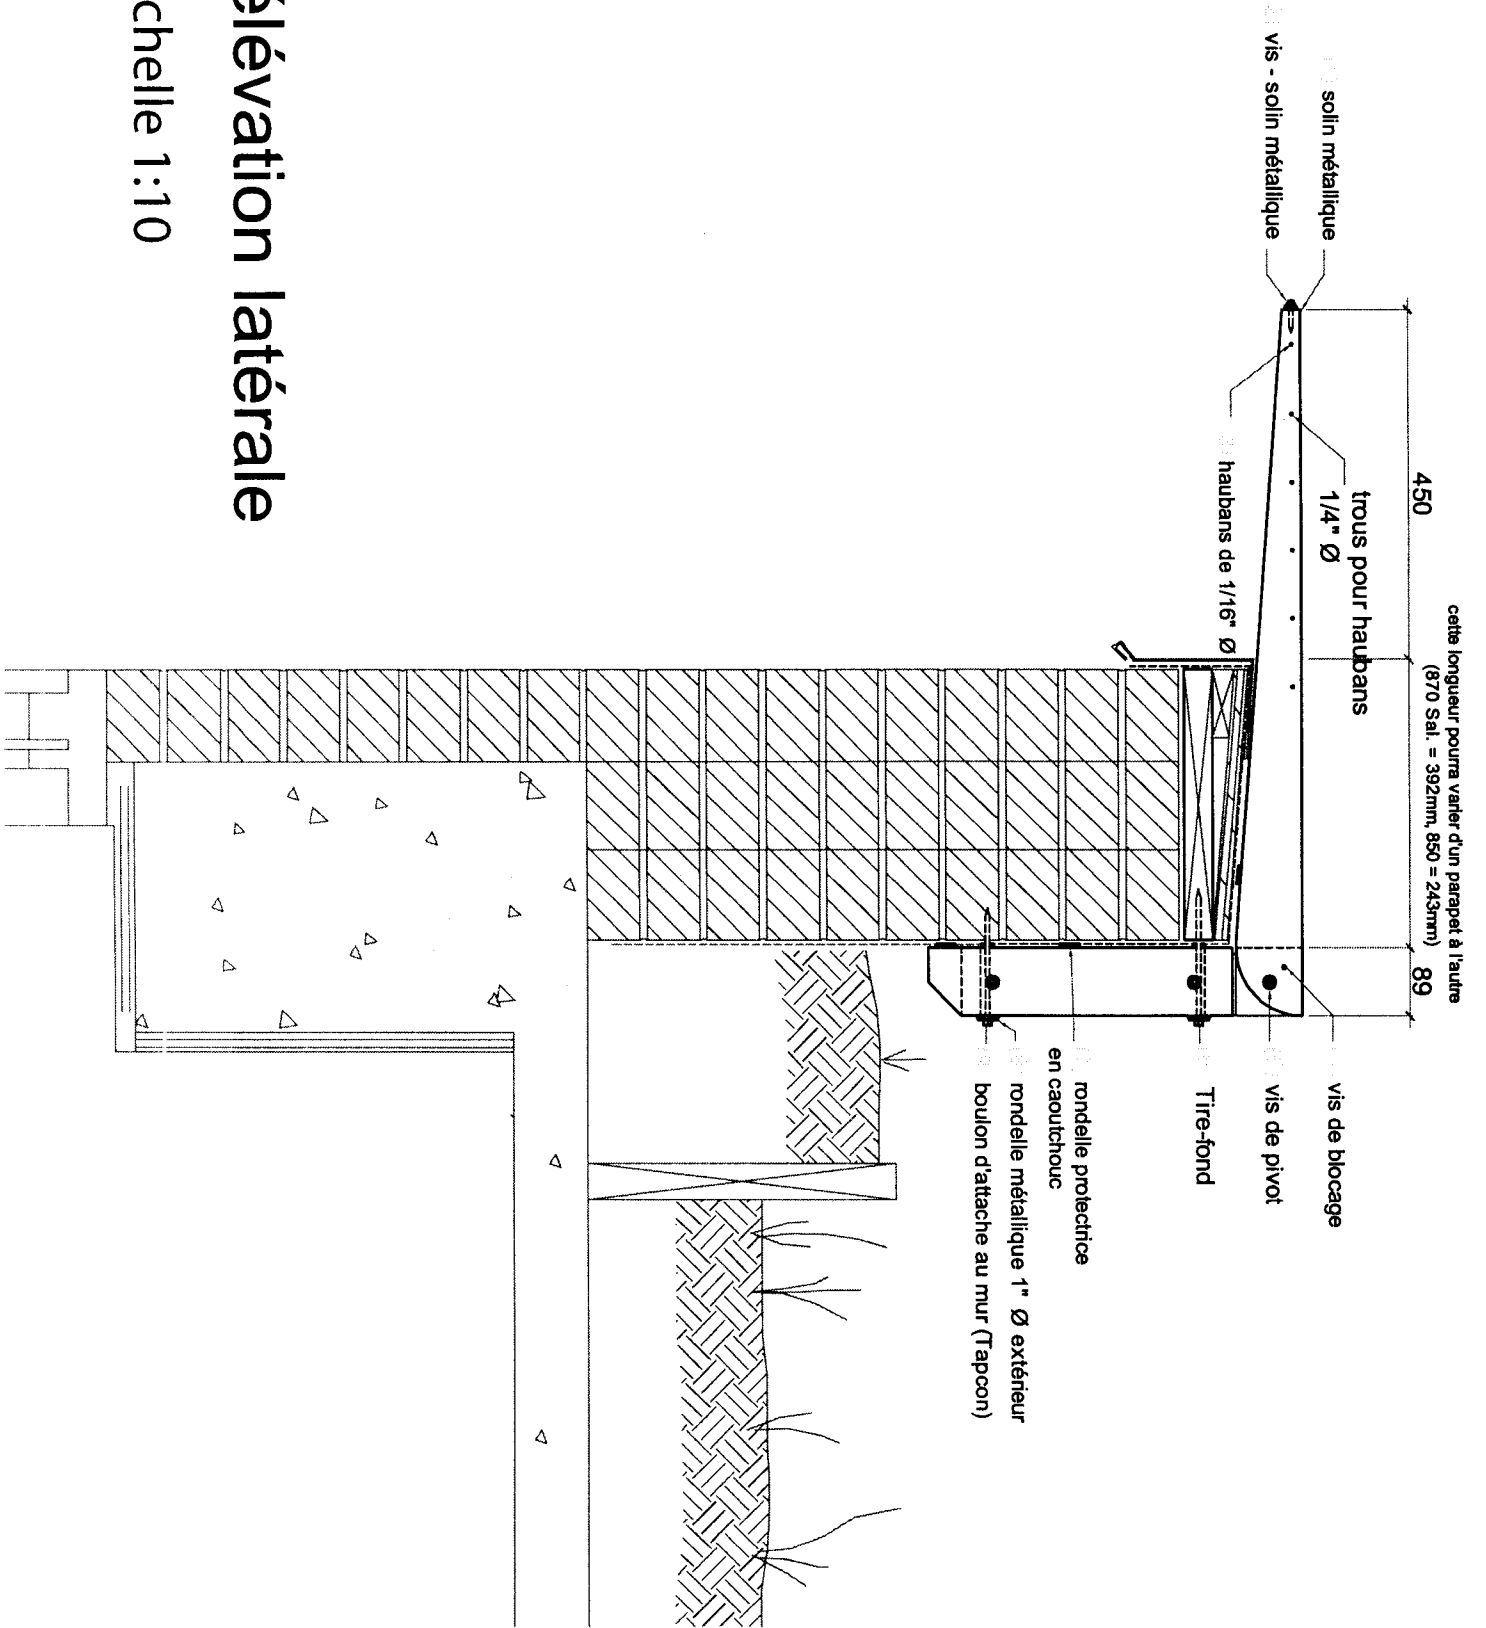 cette longueur pourra varier d'un parapet à l'autre
(870 Sal. = 392mm, 850 = 243mm)
450
89
trous pour haubans
1/4" Ø
solin métallique
vis - solin métallique
haubans de 1/16" Ø
vis de blocage
vis de pivot
Tire-fond
rondelle protectrice
en caoutchouc
rondelle métallique 1" Ø extérieur
boulon d'attache au mur (Tapcon)
élévation latérale
chelle 1:10